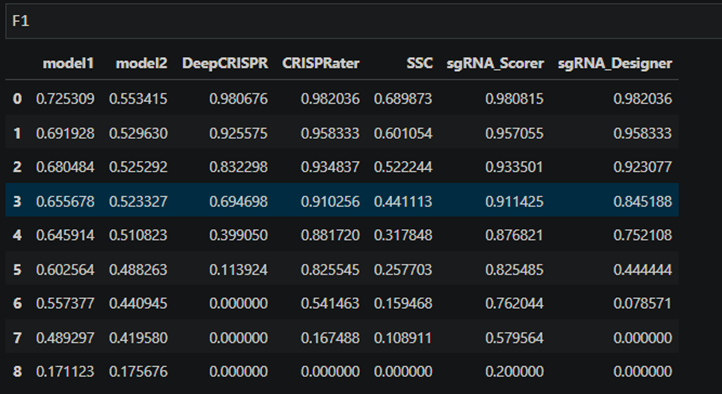 F1
model1 model2 DeepCRISPR CRISPRater SSC sgRNA_Scorer sgRNA_Designer
0 0.725309 0.553415 0.980676 0.982036 0.689873 0.980815 0.982036
1 0.691928 0.529630 0.925575 0.958333 0.601054 0.957055 0.958333
2 0.680484 0.525292 0.832298 0.934837 0.522244 0.933501 0.923077
3 0.655678 0.523327 0.694698 0.910256 0.441113 0.911425 0.845188
4 0.645914 0.510823 0.399050 0.881720 0.317848 0.876821 0.752108
5 0.602564 0.488263 0.113924 0.825545 0.257703 0.825485 0.444444
6 0.557377 0.440945 0.000000 0.541463 0.159468 0.762044 0.078571
7 0.489297 0.419580 0.000000 0.167488 0.108911 0.579564 0.000000
8 0.171123 0.175676 0.000000 0.000000 0.000000 0.200000 0.000000